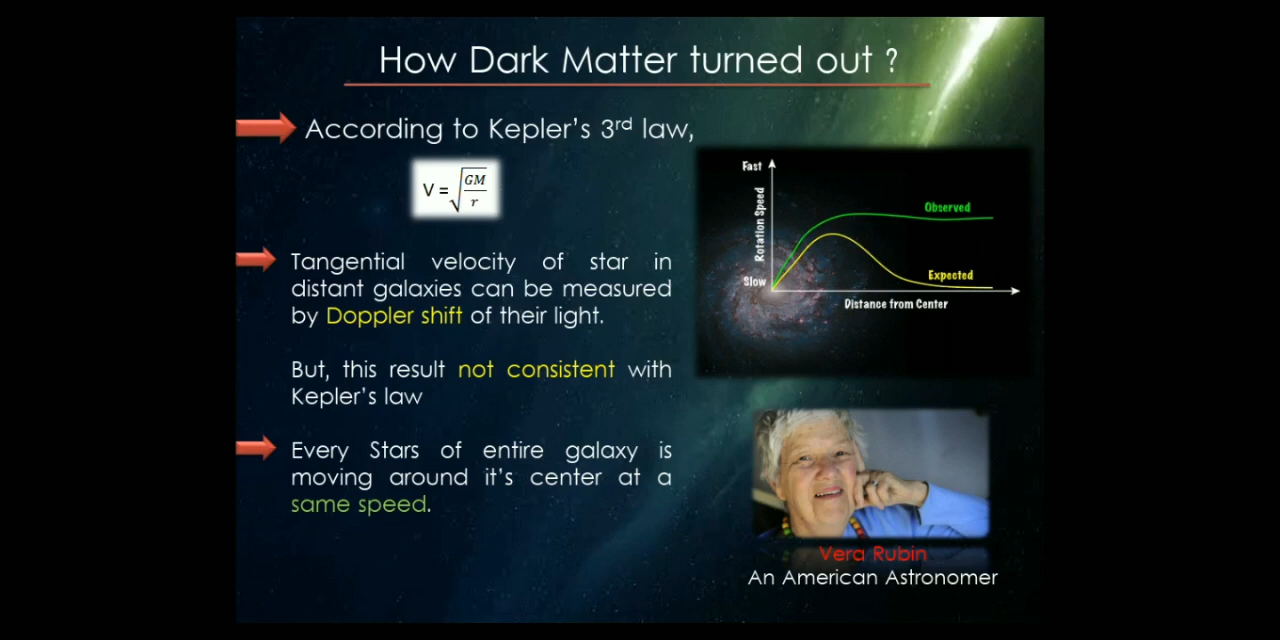 How Dark Matter turned out ?
According to Kepler's 3rd law,
V = √GM/r
Tangential velocity of star in
distant galaxies can be measured
by Doppler shift of their light.
But, this result not consistent with
Kepler's law
Every Stars of entire galaxy is
moving around it's center at a
same speed.
Fast
Rotation Speed
Slow
Observed
Expected
Distance from Center
Vera Rubin
An American Astronomer